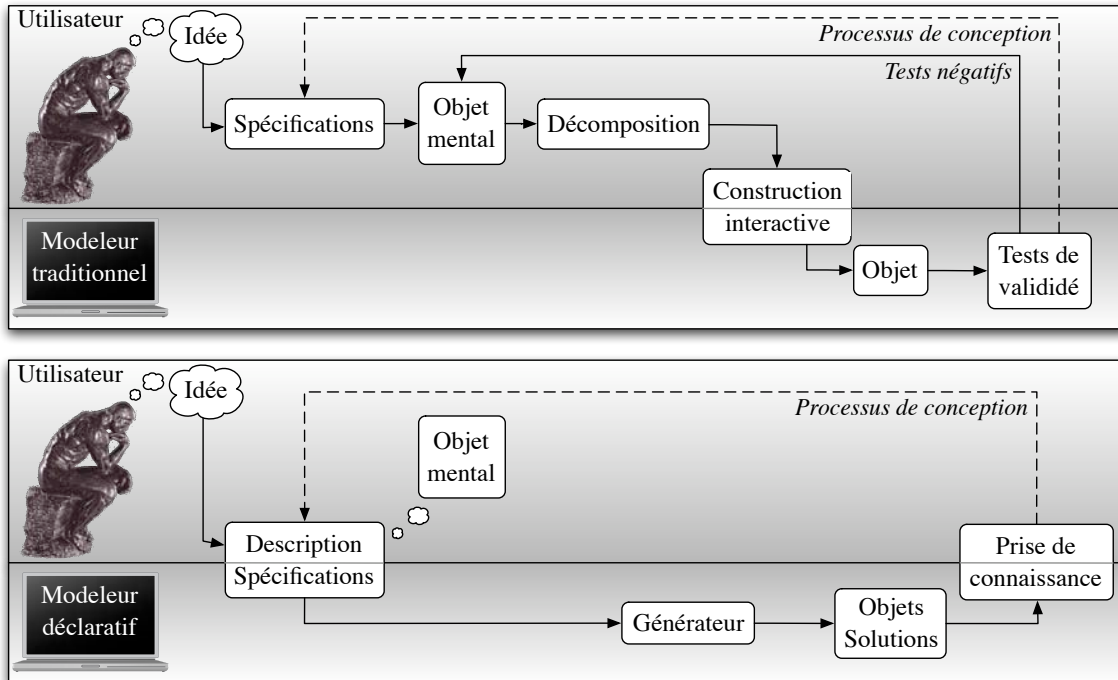 Utilisateur
Idée
Processus de conception
Tests négatifs
Spécifications
Objet
mental
Décomposition
Construction
interactive
Modeleur
traditionnel
Objet
Tests de
valididé
Utilisateur
Idée
Processus de conception
Objet
mental
Description
Spécifications
Prise de
connaissance
Modeleur
déclaratif
Générateur
Objets
Solutions